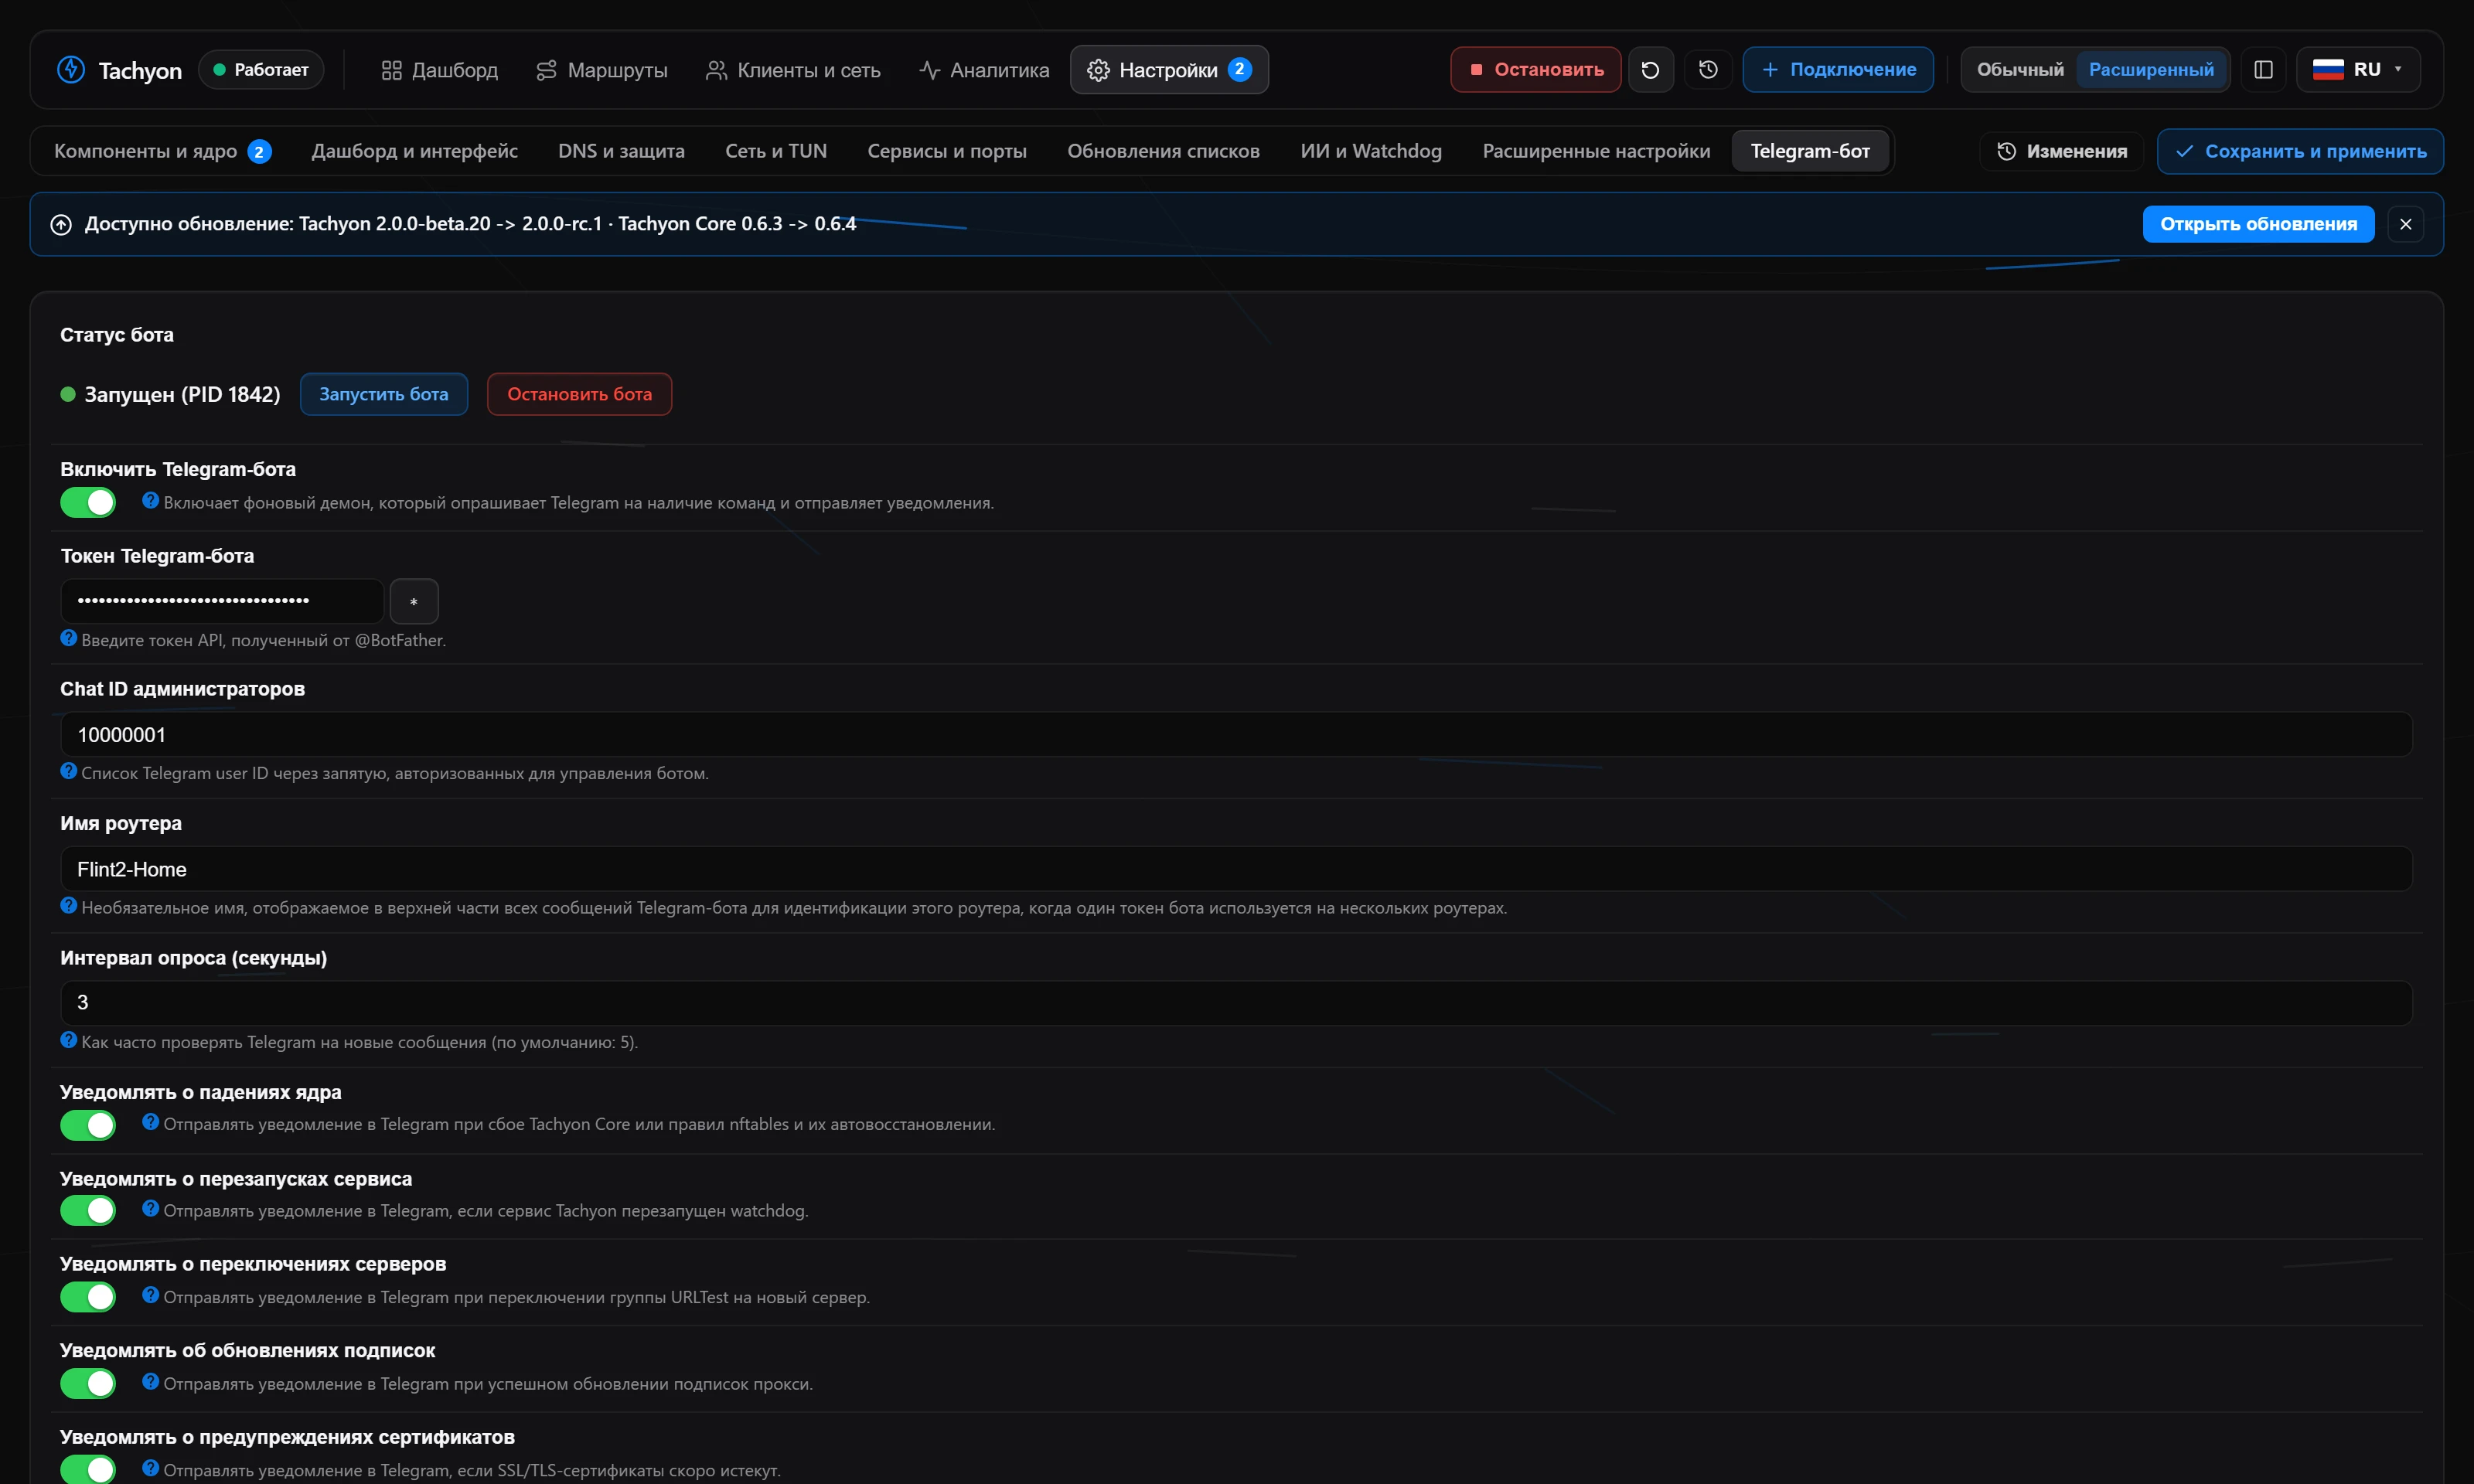 Tachyon Работает Дашборд Маршруты Клиенты и сеть Аналитика Настройки 2 Остановить Подключение Обычный Расширенный RU
Компоненты и ядро 2 Дашборд и интерфейс DNS и защита Сеть и TUN Сервисы и порты Обновления списков ИИ и Watchdog Расширенные настройки Telegram-бот Изменения Сохранить и применить
Доступно обновление: Tachyon 2.0.0-beta.20 -> 2.0.0-rc.1 · Tachyon Core 0.6.3 -> 0.6.4 Открыть обновления
Статус бота
Запущен (PID 1842) Запустить бота Остановить бота
Включить Telegram-бота
Включает фоновый демон, который опрашивает Telegram на наличие команд и отправляет уведомления.
Токен Telegram-бота
••••••••••••••••••••••••••••••••• *
Введите токен API, полученный от @BotFather.
Chat ID администраторов
10000001
Список Telegram user ID через запятую, авторизованных для управления ботом.
Имя роутера
Flint2-Home
Необязательное имя, отображаемое в верхней части всех сообщений Telegram-бота для идентификации этого роутера, когда один токен бота используется на нескольких роутерах.
Интервал опроса (секунды)
3
Как часто проверять Telegram на новые сообщения (по умолчанию: 5).
Уведомлять о падениях ядра
Отправлять уведомление в Telegram при сбое Tachyon Core или правил nftables и их автовосстановлении.
Уведомлять о перезапусках сервиса
Отправлять уведомление в Telegram, если сервис Tachyon перезапущен watchdog.
Уведомлять о переключениях серверов
Отправлять уведомление в Telegram при переключении группы URLTest на новый сервер.
Уведомлять об обновлениях подписок
Отправлять уведомление в Telegram при успешном обновлении подписок прокси.
Уведомлять о предупреждениях сертификатов
Отправлять уведомление в Telegram, если SSL/TLS-сертификаты скоро истекут.